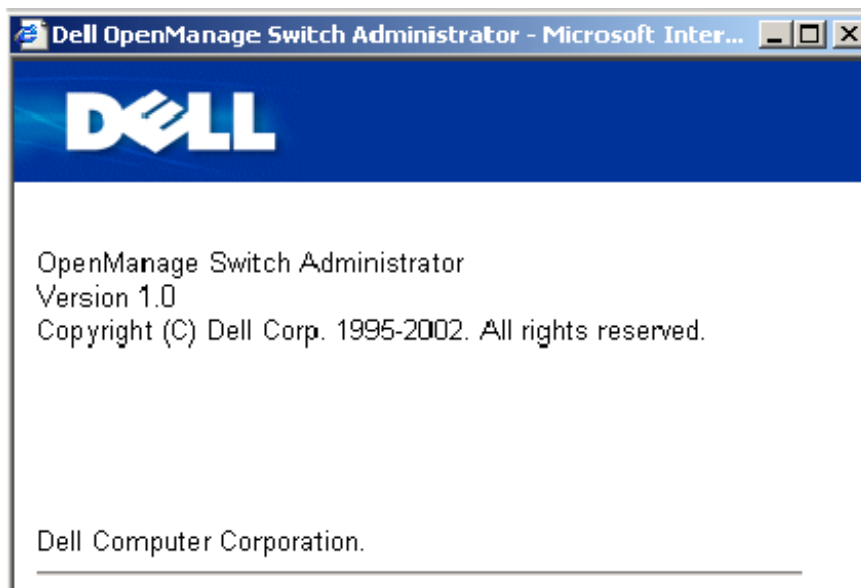 Dell OpenManage Switch Administrator - Microsoft Inter...
DELL
OpenManage Switch Administrator
Version 1.0
Copyright (C) Dell Corp. 1995-2002. All rights reserved.
Dell Computer Corporation.